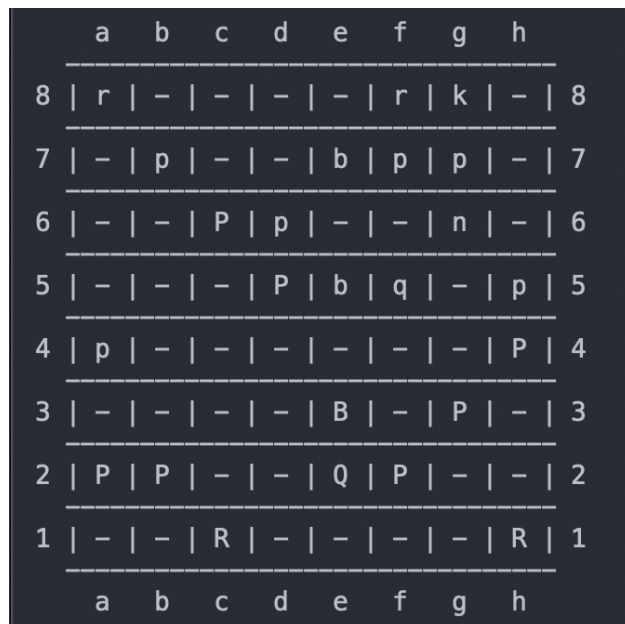 a b c d e f g h
8 | r | – | – | – | – | r | k | – | 8
7 | – | p | – | – | b | p | p | – | 7
6 | – | – | P | p | – | – | n | – | 6
5 | – | – | – | P | b | q | – | p | 5
4 | p | – | – | – | – | – | – | P | 4
3 | – | – | – | – | B | – | P | – | 3
2 | P | P | – | – | Q | P | – | – | 2
1 | – | – | R | – | – | – | – | R | 1
a b c d e f g h